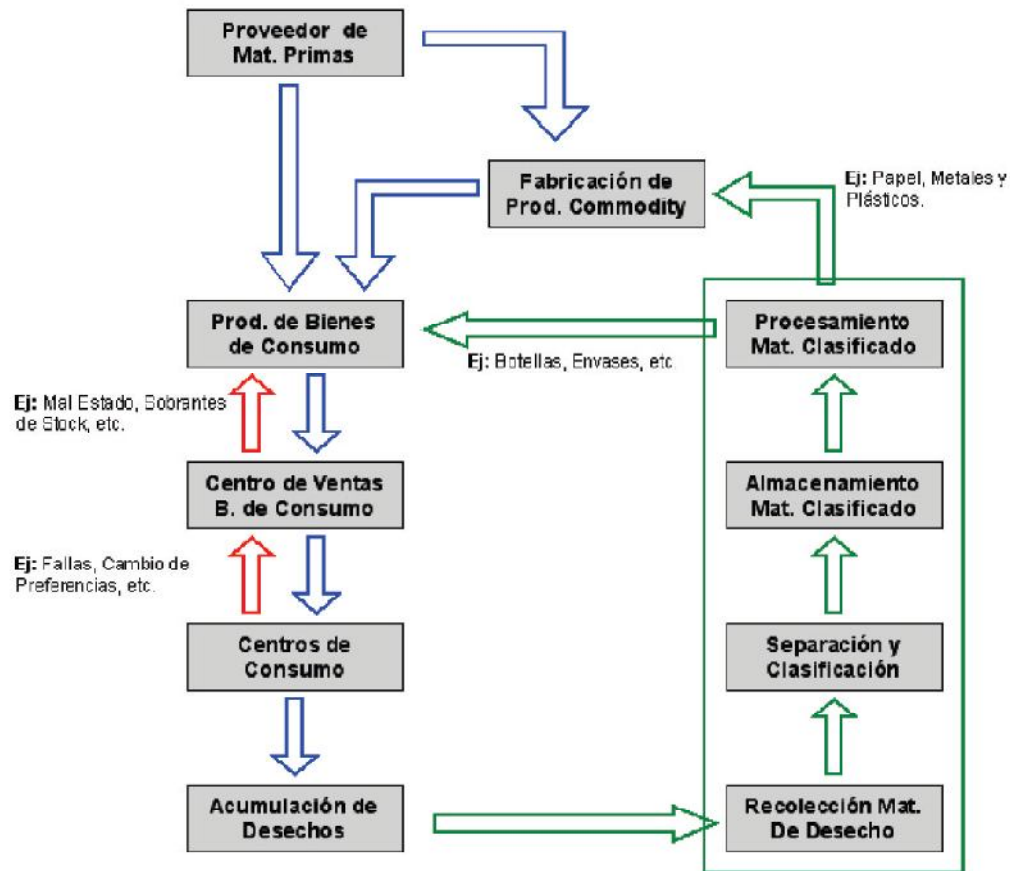 Proveedor de
Mat. Primas
Fabricación de
Prod. Commodity
Ej: Papel, Metales y
Plásticos.
Prod. de Bienes
de Consumo
Procesamiento
Mat. Clasificado
Ej: Botellas, Envases, etc
Ej: Mal Estado, Sobrantes
de Stock, etc.
Centro de Ventas
B. de Consumo
Almacenamiento
Mat. Clasificado
Ej: Fallas, Cambio de
Preferencias, etc.
Centros de
Consumo
Separación y
Clasificación
Acumulación de
Desechos
Recolección Mat.
De Desecho